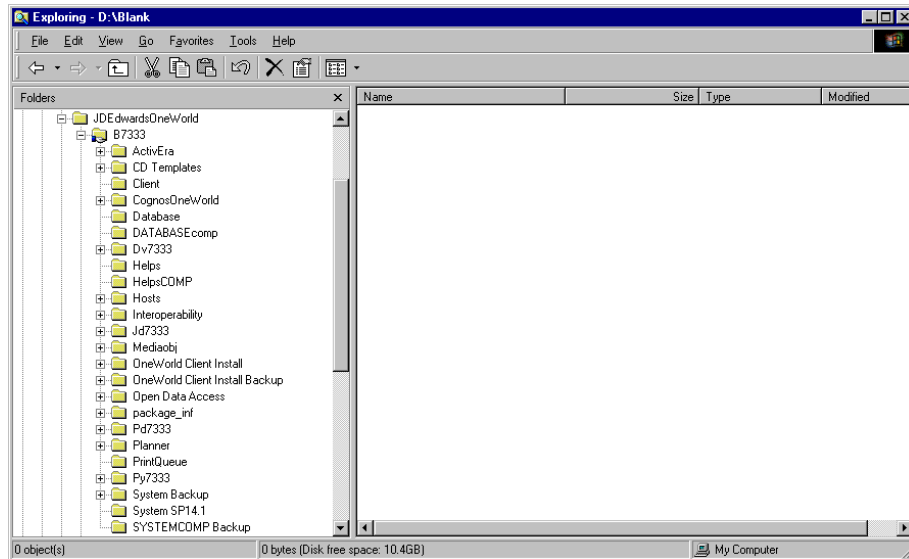 Exploring - D:\Blank
File Edit View Go Favorites Tools Help
Folders
Name Size Type Modified
JDEdwardsOneWorld
B7333
ActivEra
CD Templates
Client
CognosOneWorld
Database
DATABASEcomp
Dv7333
Helps
HelpsCOMP
Hosts
Interoperability
Jd7333
Mediaobj
OneWorld Client Install
OneWorld Client Install Backup
Open Data Access
package_inf
Pd7333
Planner
PrintQueue
Py7333
System Backup
System SP14.1
SYSTEMCOMP Backup
0 object(s) 0 bytes (Disk free space: 10.4GB) My Computer